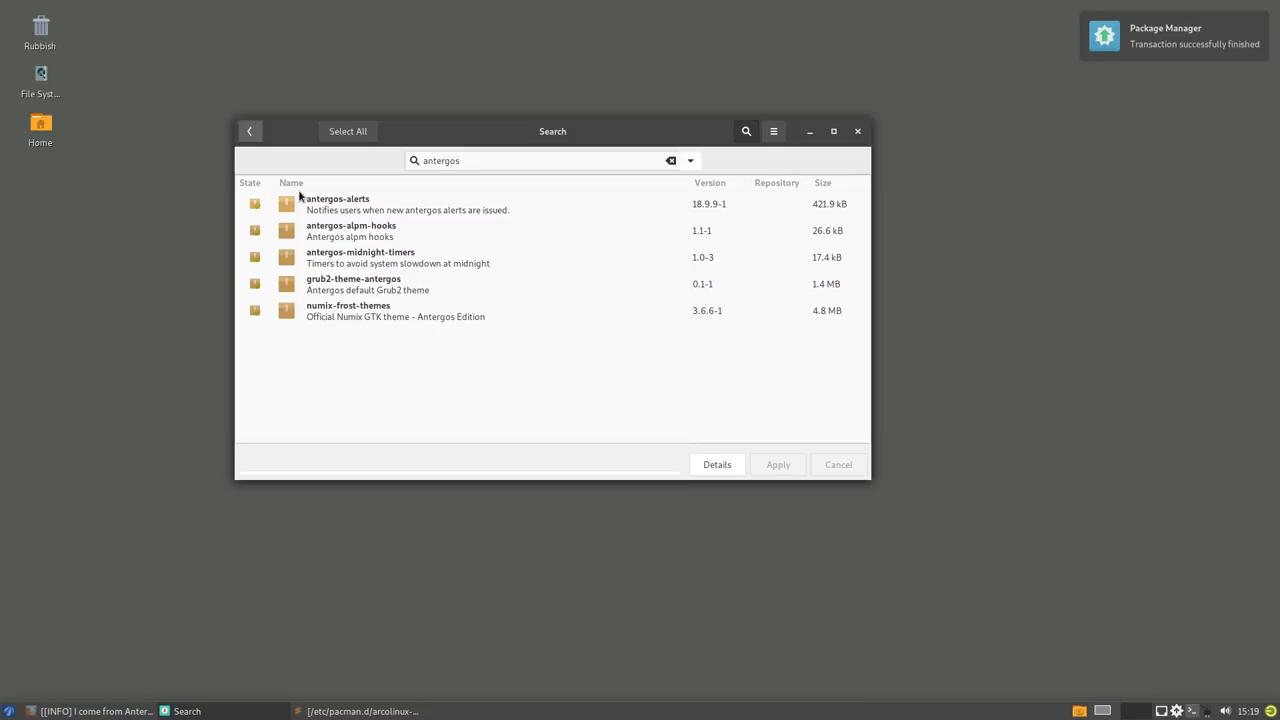 Rubbish
File Syst...
Home
Package Manager
Transaction successfully finished
Select All
Search
antergos
State
Name
Version
Repository
Size
antergos-alerts
Notifies users when new antergos alerts are issued.
18.9.9-1
421.9 kB
antergos-alpm-hooks
Antergos alpm hooks
1.1-1
26.6 kB
antergos-midnight-timers
Timers to avoid system slowdown at midnight
1.0-3
17.4 kB
grub2-theme-antergos
Antergos default Grub2 theme
0.1-1
1.4 MB
numix-frost-themes
Official Numix GTK theme - Antergos Edition
3.6.6-1
4.8 MB
Details
Apply
Cancel
[[INFO] I come from Anter...
Search
[/etc/pacman.d/arcolinux-...
15:19